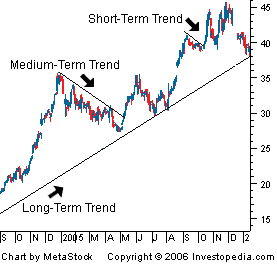 Short-Term Trend
45
40
Medium-Term Trend
35
30
25
20
Long-Term Trend
15
S O N D 2005 M A M J J A S O N D 2
Chart by MetaStock
Copyright © 2006 Investopedia.com